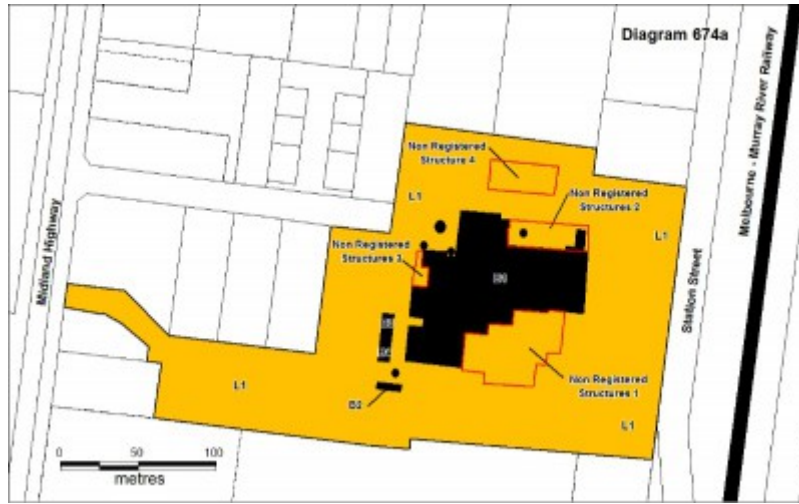 Diagram 674a
Melbourne - Murray River Railway
Non Registered
Structure 4
Non Registered
Structures 2
L1
L1
Non Registered
Structures 3
Midland Highway
Station Street
Non Registered
Structures 1
L1
B2
L1
0 50 100
metres